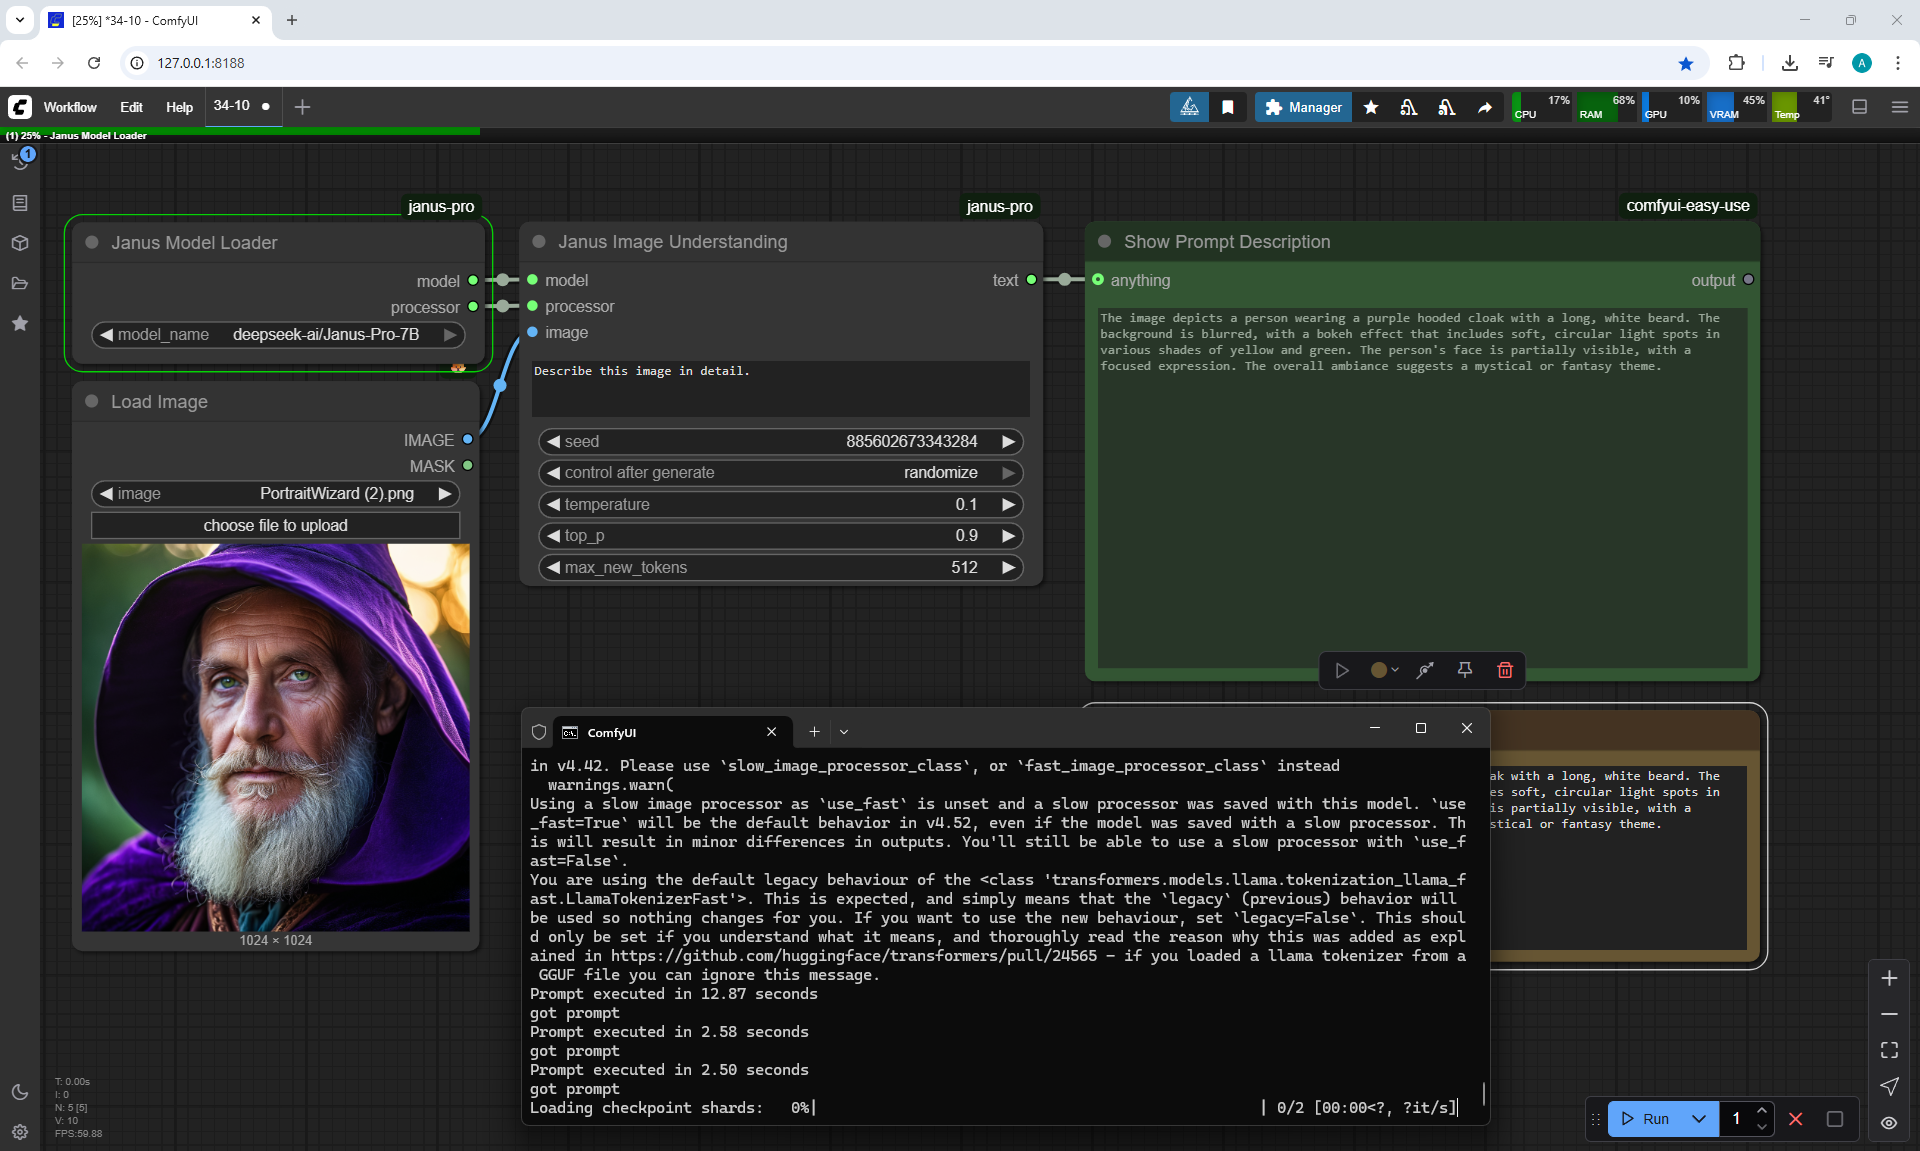 [25%] *34-10 - ComfyUI
127.0.0.1:8188
A
Workflow Edit Help 34-10
Manager
CPU 17% RAM 68% GPU 10% VRAM 45% Temp 41°
(1) 25% - Janus Model Loader
1
janus-pro
Janus Model Loader
model
processor
model_name deepseek-ai/Janus-Pro-7B
Load Image
IMAGE
MASK
image PortraitWizard (2).png
choose file to upload
1024 × 1024
janus-pro
Janus Image Understanding
model text
processor
image
Describe this image in detail.
seed 885602673343284
control after generate randomize
temperature 0.1
top_p 0.9
max_new_tokens 512
comfyui-easy-use
Show Prompt Description
anything output
The image depicts a person wearing a purple hooded cloak with a long, white beard. The
background is blurred, with a bokeh effect that includes soft, circular light spots in
various shades of yellow and green. The person's face is partially visible, with a
focused expression. The overall ambiance suggests a mystical or fantasy theme.
ak with a long, white beard. The
es soft, circular light spots in
is partially visible, with a
stical or fantasy theme.
ComfyUI
in v4.42. Please use `slow_image_processor_class`, or `fast_image_processor_class` instead
warnings.warn(
Using a slow image processor as `use_fast` is unset and a slow processor was saved with this model. `use
_fast=True` will be the default behavior in v4.52, even if the model was saved with a slow processor. Th
is will result in minor differences in outputs. You'll still be able to use a slow processor with `use_f
ast=False`.
You are using the default legacy behaviour of the <class 'transformers.models.llama.tokenization_llama_f
ast.LlamaTokenizerFast'>. This is expected, and simply means that the `legacy` (previous) behavior will
be used so nothing changes for you. If you want to use the new behaviour, set `legacy=False`. This shoul
d only be set if you understand what it means, and thoroughly read the reason why this was added as expl
ained in https://github.com/huggingface/transformers/pull/24565 - if you loaded a llama tokenizer from a
GGUF file you can ignore this message.
Prompt executed in 12.87 seconds
got prompt
Prompt executed in 2.58 seconds
got prompt
Prompt executed in 2.50 seconds
got prompt
Loading checkpoint shards: 0%| | 0/2 [00:00<?, ?it/s]
T: 0.00s
I: 0
N: 5 [5]
V: 10
FPS:59.88
Run 1